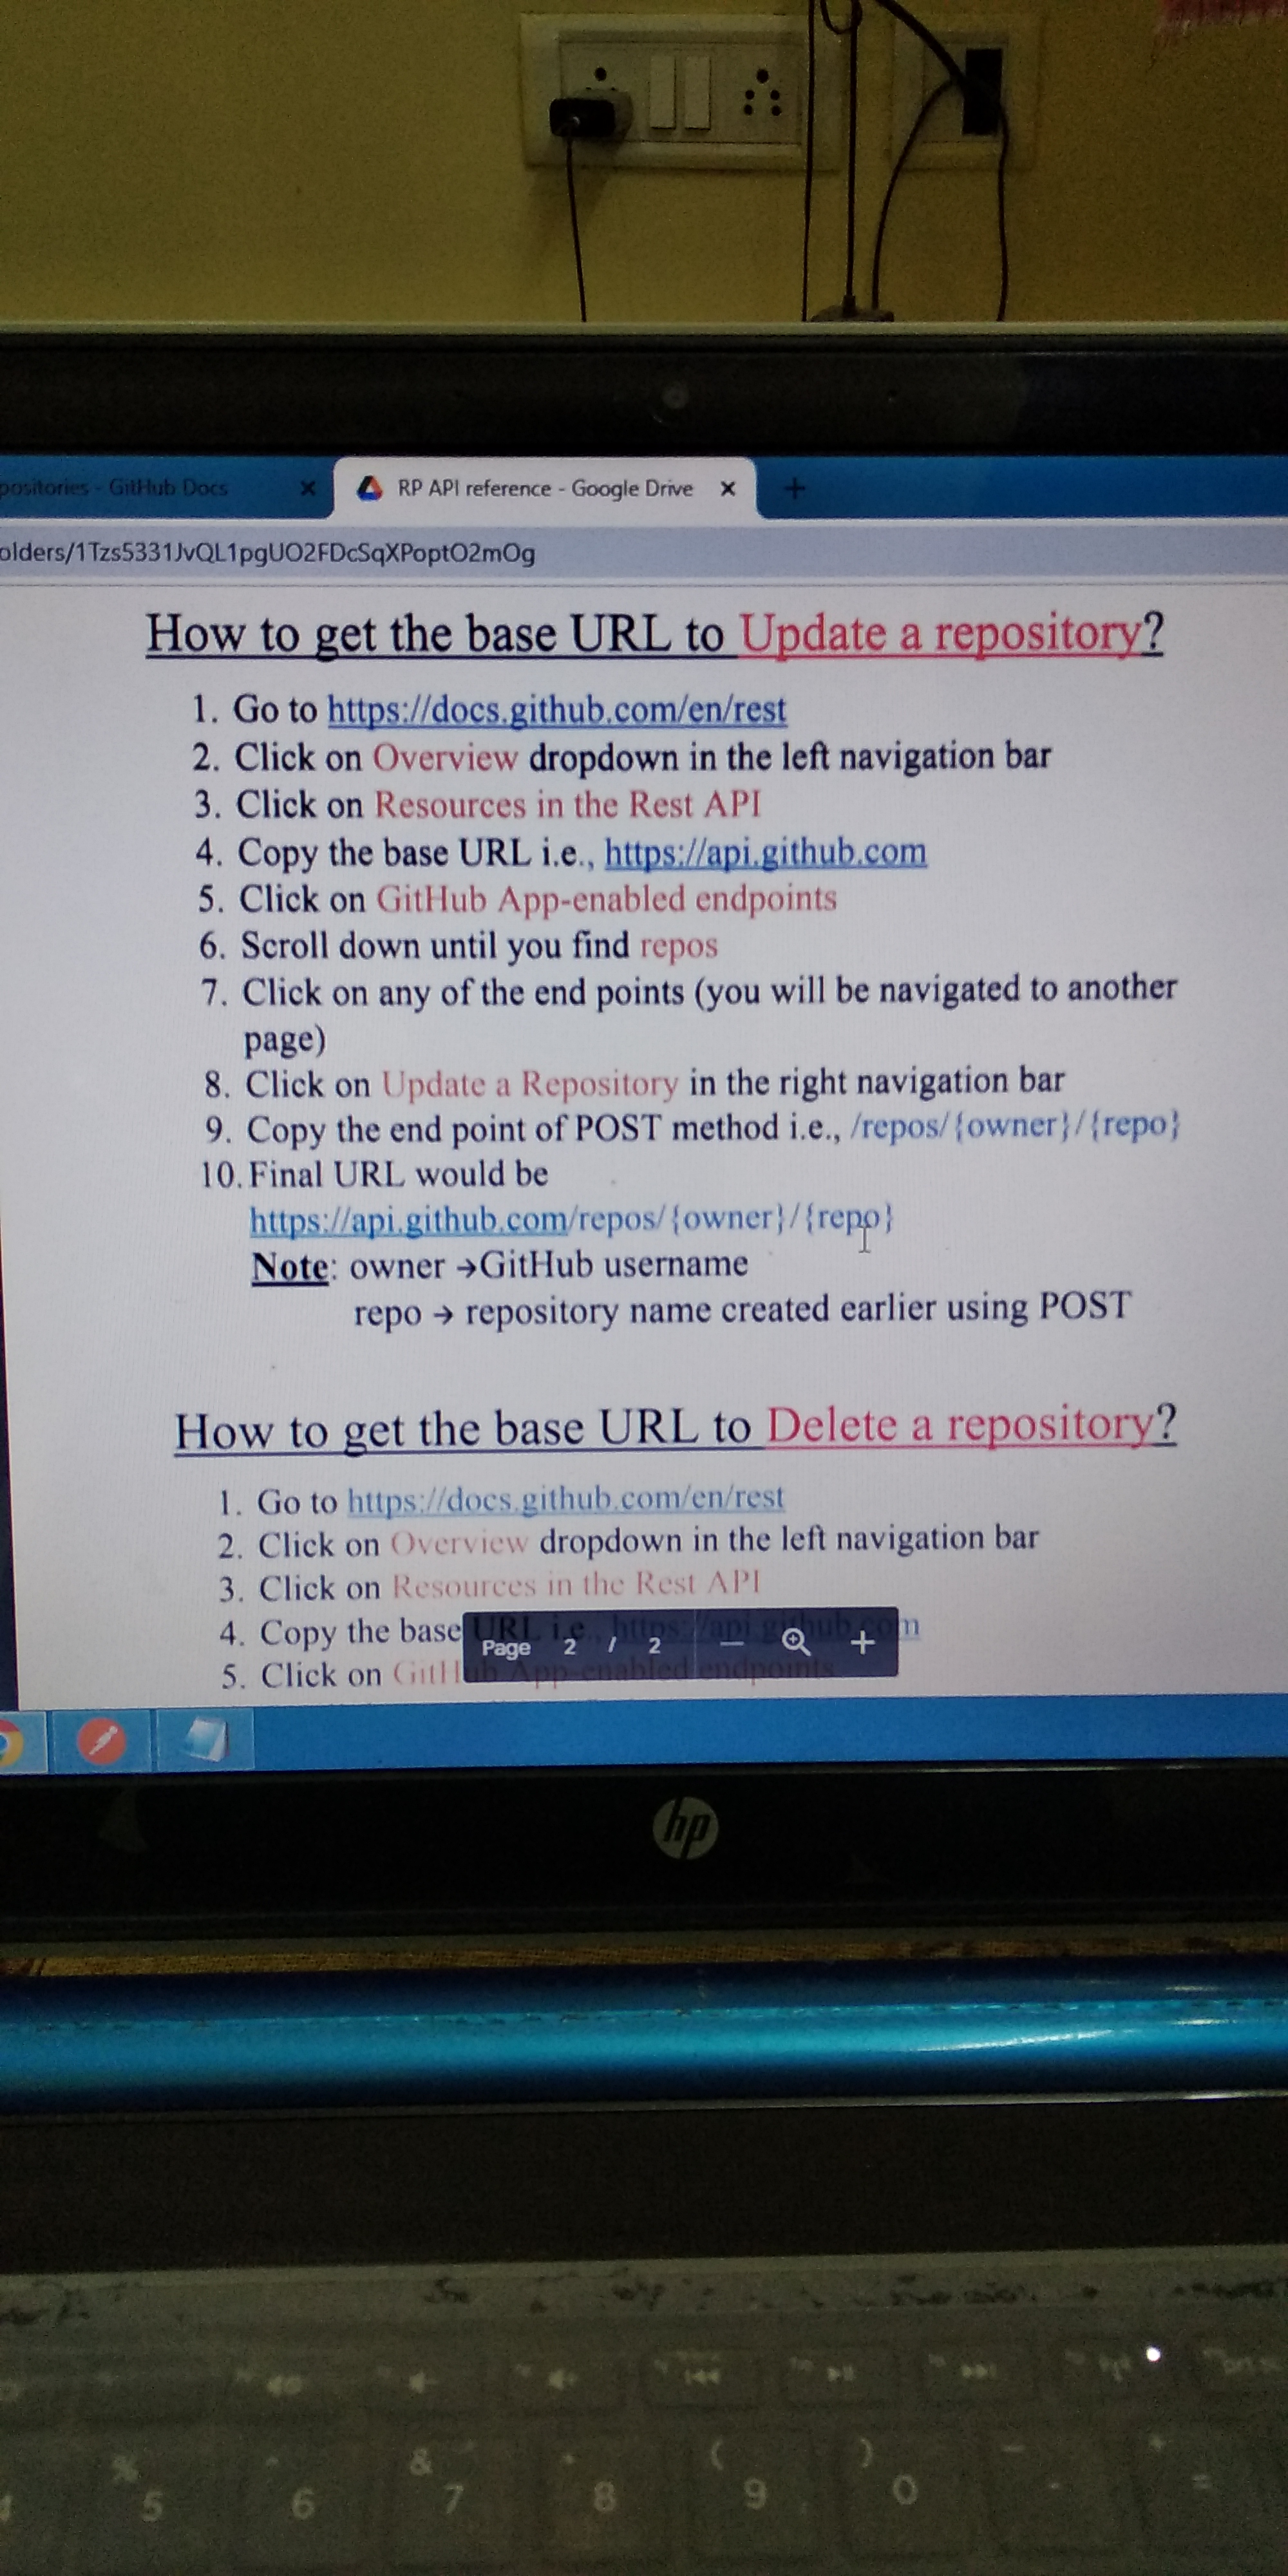 positories - GitHub Docs
RP API reference - Google Drive
olders/1Tzs5331JvQL1pgUO2FDcSqXPoptO2mOg
How to get the base URL to Update a repository?
1. Go to https://docs.github.com/en/rest
2. Click on Overview dropdown in the left navigation bar
3. Click on Resources in the Rest API
4. Copy the base URL i.e., https://api.github.com
5. Click on GitHub App-enabled endpoints
6. Scroll down until you find repos
7. Click on any of the end points (you will be navigated to another
page)
8. Click on Update a Repository in the right navigation bar
9. Copy the end point of POST method i.e., /repos/{owner}/{repo}
10. Final URL would be
https://api.github.com/repos/{owner}/{repo}
Note: owner →GitHub username
repo → repository name created earlier using POST
How to get the base URL to Delete a repository?
1. Go to https://docs.github.com/en/rest
2. Click on Overview dropdown in the left navigation bar
3. Click on Resources in the Rest API
4. Copy the base URL i.e., https://api.github.com
5. Click on GitHub App-enabled endpoints
Page 2 / 2
hp
% 5 6 & 7 8 ( 9 ) 0 - =